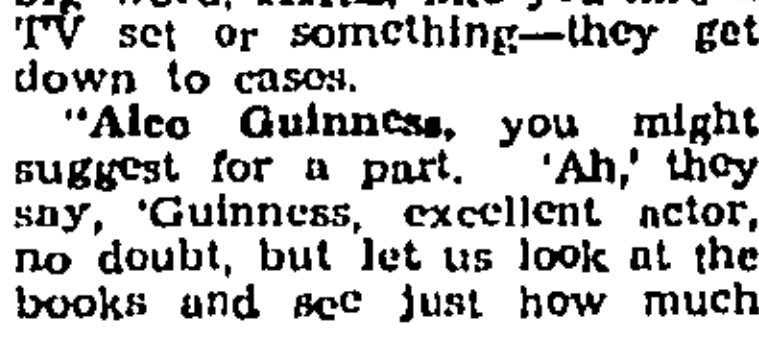 TV set or something—they get
down to cases.
"Alec Guinness, you might
suggest for a part. 'Ah,' they
say, 'Guinness, excellent actor,
no doubt, but let us look at the
books and see just how much